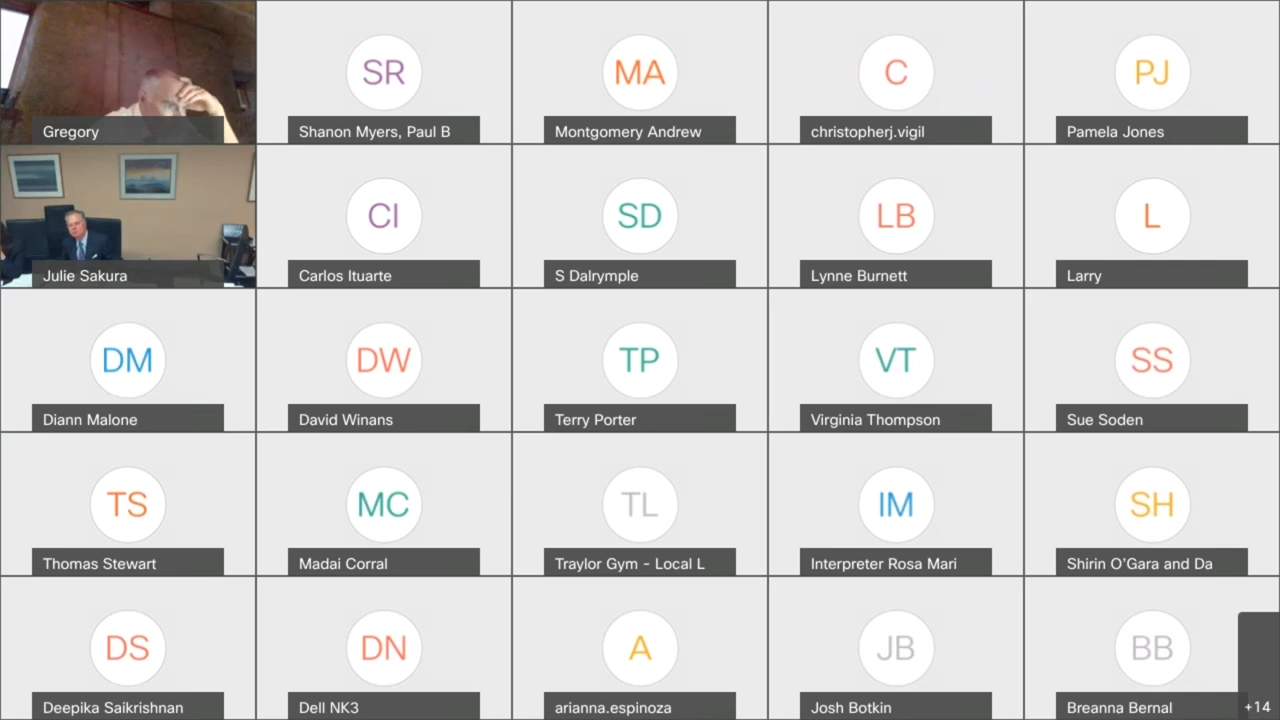 SR
MA
C
PJ
Gregory
Shanon Myers, Paul B
Montgomery Andrew
christopherj.vigil
Pamela Jones
CI
SD
LB
L
Julie Sakura
Carlos Ituarte
S Dalrymple
Lynne Burnett
Larry
DM
DW
TP
VT
SS
Diann Malone
David Winans
Terry Porter
Virginia Thompson
Sue Soden
TS
MC
TL
IM
SH
Thomas Stewart
Madai Corral
Traylor Gym - Local L
Interpreter Rosa Mari
Shirin O'Gara and Da
DS
DN
A
JB
BB
Deepika Saikrishnan
Dell NK3
arianna.espinoza
Josh Botkin
Breanna Bernal
+14